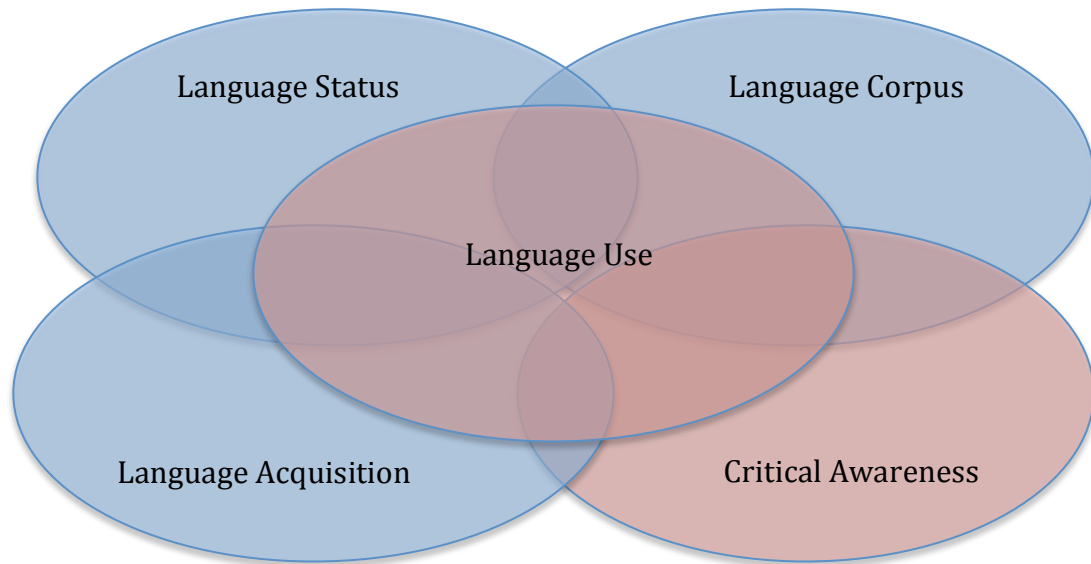 Language Status
Language Corpus
Language Use
Language Acquisition
Critical Awareness